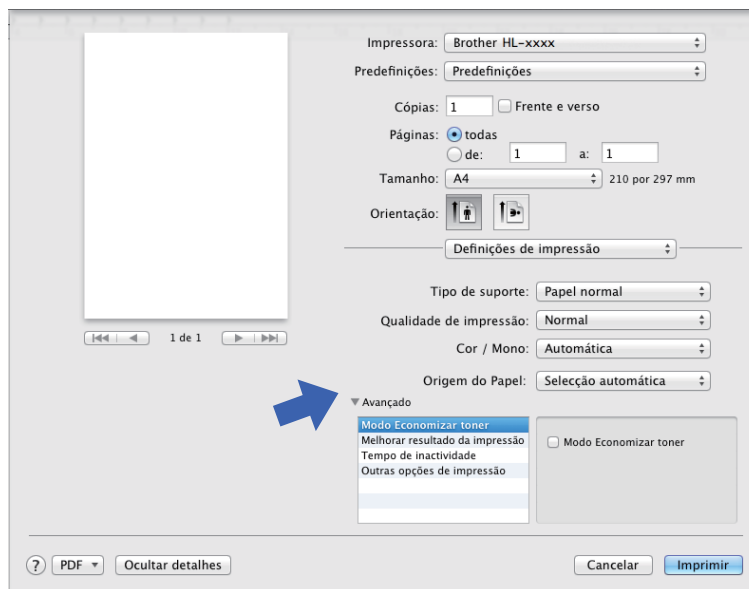 Impressora: Brother HL-xxxx
Predefinições: Predefinições
Cópias: 1 Frente e verso
Páginas: todas
de: 1 a: 1
Tamanho: A4 210 por 297 mm
Orientação:
Definições de impressão
Tipo de suporte: Papel normal
Qualidade de impressão: Normal
1 de 1
Cor / Mono: Automática
Origem do Papel: Selecção automática
Avançado
Modo Economizar toner
Melhorar resultado da impressão
Modo Economizar toner
Tempo de inactividade
Outras opções de impressão
? PDF Ocultar detalhes Cancelar Imprimir